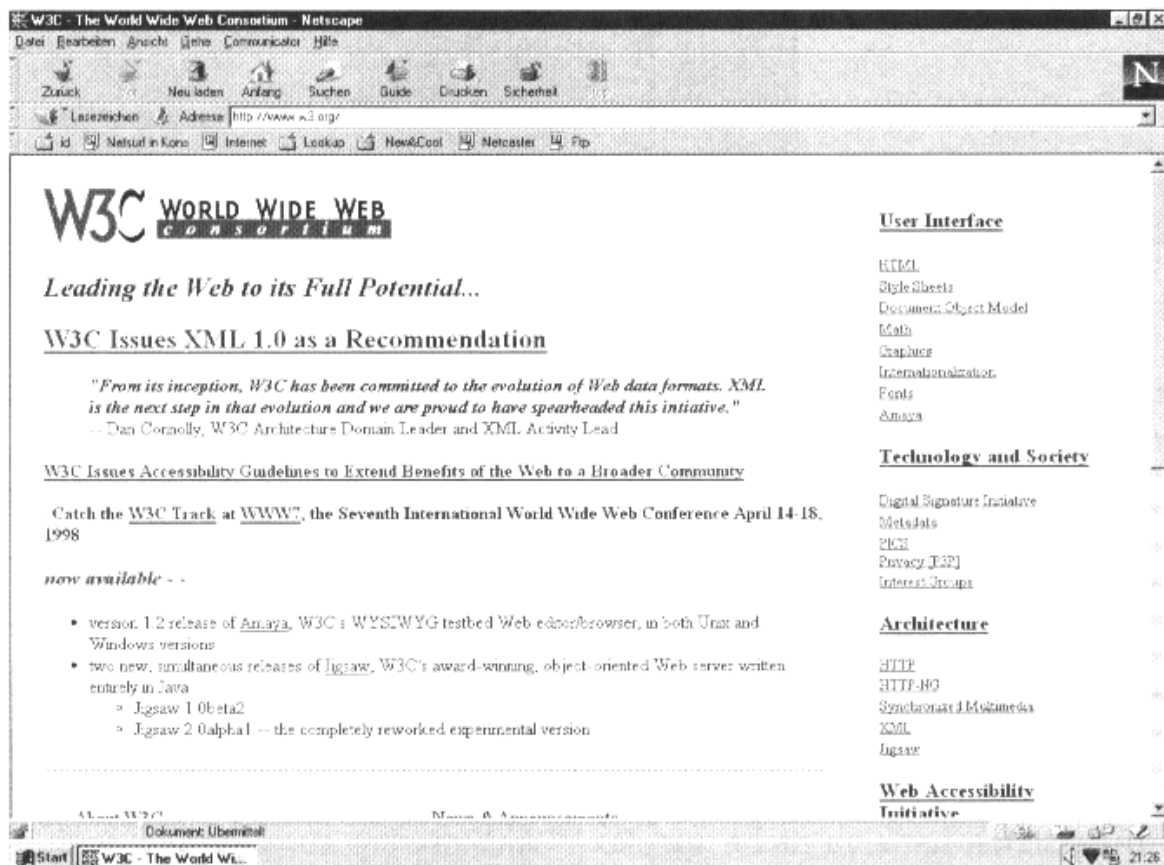 W3C - The World Wide Web Consortium - Netscape
Datei Bearbeiten Ansicht Gehe Communicator Hilfe
Zurück Neu laden Anfang Suchen Guide Drucken Sicherheit
Lesezeichen Adresse http://www.w3.org/
id Netsurf in Kons Internet Lookup New&Cool Netcaster Ftp
W3C WORLD WIDE WEB
consortium
Leading the Web to its Full Potential...
W3C Issues XML 1.0 as a Recommendation
"From its inception, W3C has been committed to the evolution of Web data formats. XML
is the next step in that evolution and we are proud to have spearheaded this intiative."
-- Dan Connolly, W3C Architecture Domain Leader and XML Activity Lead
W3C Issues Accessibility Guidelines to Extend Benefits of the Web to a Broader Community
Catch the W3C Track at WWW7, the Seventh International World Wide Web Conference April 14-18,
1998
now available - -
• version 1.2 release of Amaya, W3C's WYSIWYG testbed Web editor/browser, in both Unix and
Windows versions
• two new, simultaneous releases of Jigsaw, W3C's award-winning, object-oriented Web server written
entirely in Java
° Jigsaw 1.0beta2
° Jigsaw 2.0alpha1 -- the completely reworked experimental version
About W3C News & Announcements
User Interface
HTML
Style Sheets
Document Object Model
Math
Graphics
Internationalization
Fonts
Amaya
Technology and Society
Digital Signature Initiative
Metadata
PICS
Privacy [P3P]
Interest Groups
Architecture
HTTP
HTTP-NG
Synchronized Multimedia
XML
Jigsaw
Web Accessibility
Initiative
Dokument: Übermittelt
Start W3C - The World Wi... 21:26